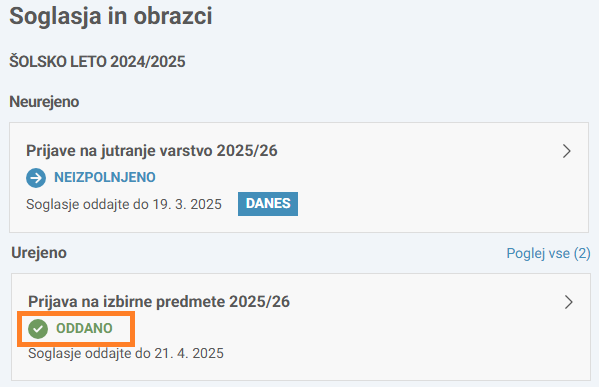 Soglasja in obrazci
ŠOLSKO LETO 2024/2025
Neurejeno
Prijave na jutranje varstvo 2025/26
NEIZPOLNJENO
Soglasje oddajte do 19. 3. 2025 DANES
Urejeno Poglej vse (2)
Prijava na izbirne predmete 2025/26
ODDANO
Soglasje oddajte do 21. 4. 2025